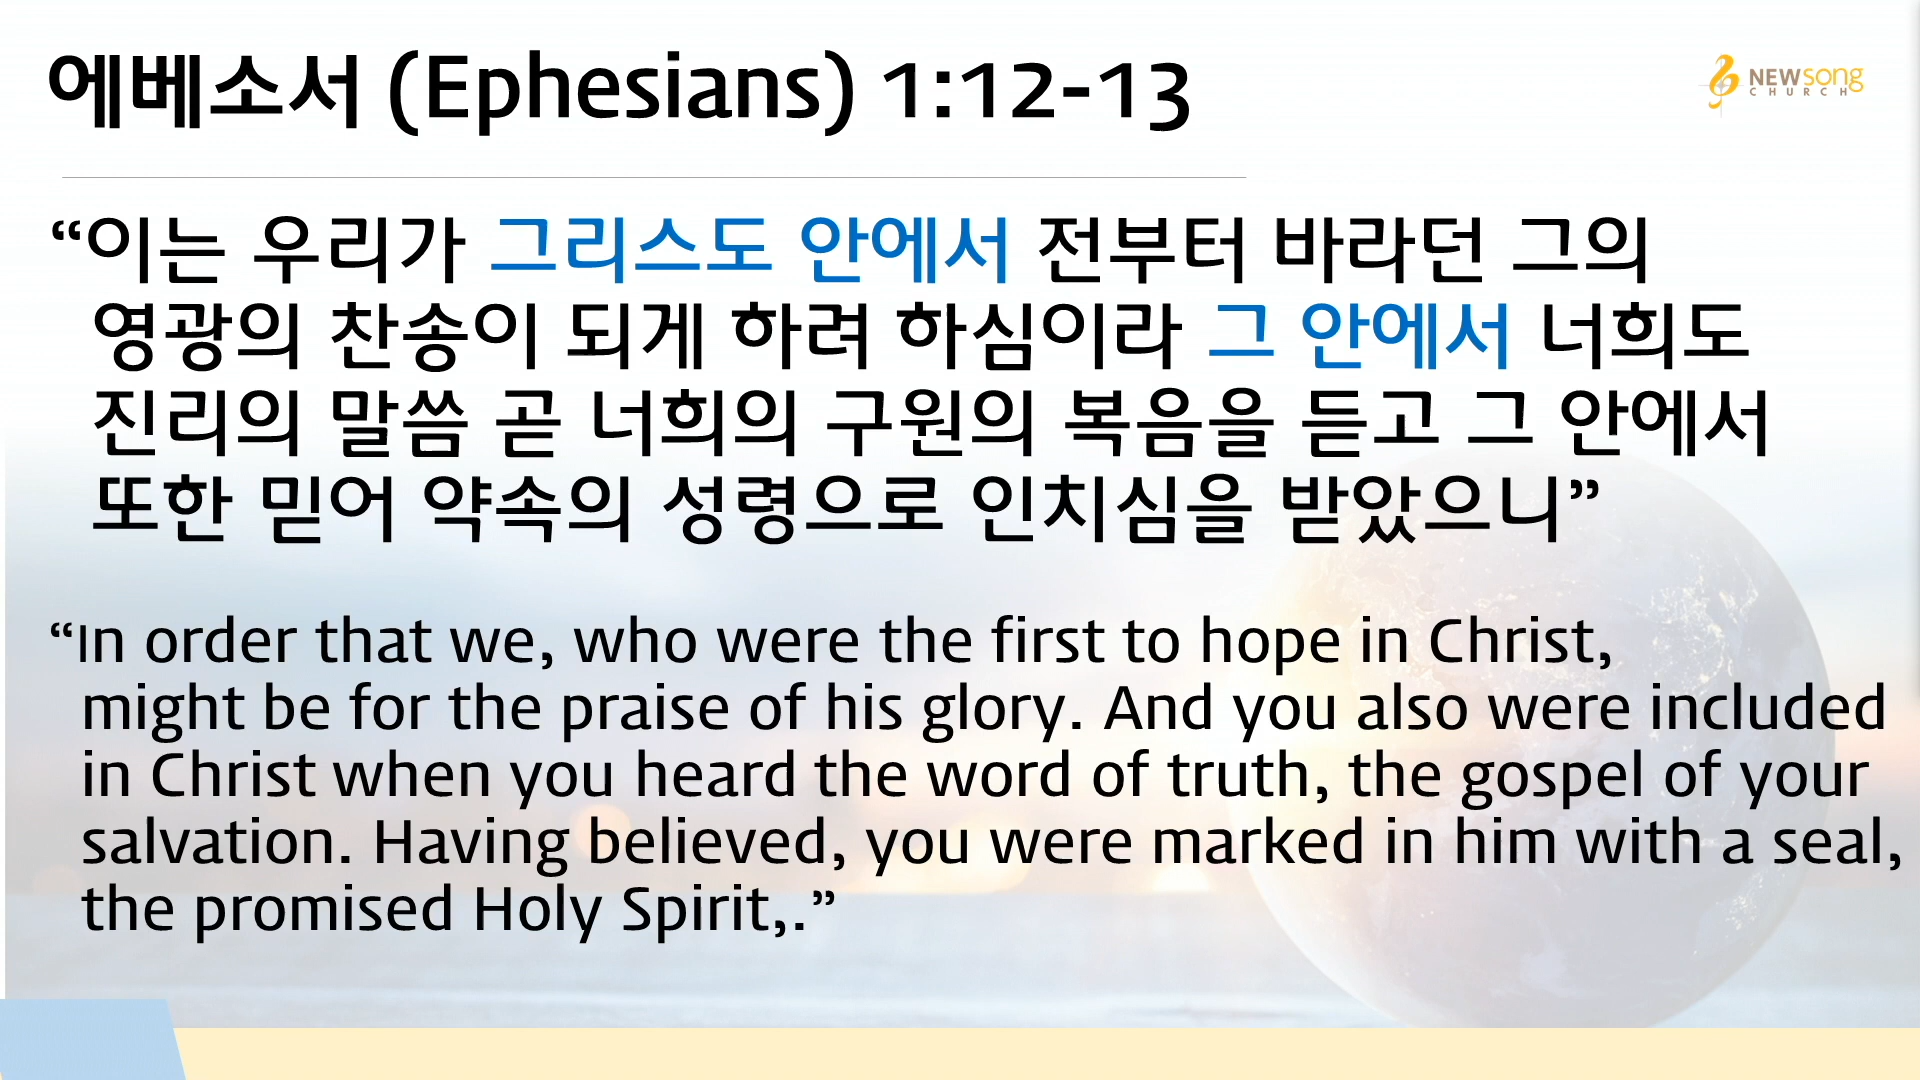 에베소서 (Ephesians) 1:12-13
NEWsong
CHURCH
“이는 우리가 그리스도 안에서 전부터 바라던 그의
영광의 찬송이 되게 하려 하심이라 그 안에서 너희도
진리의 말씀 곧 너희의 구원의 복음을 듣고 그 안에서
또한 믿어 약속의 성령으로 인치심을 받았으니”
“In order that we, who were the first to hope in Christ,
might be for the praise of his glory. And you also were included
in Christ when you heard the word of truth, the gospel of your
salvation. Having believed, you were marked in him with a seal,
the promised Holy Spirit,.”